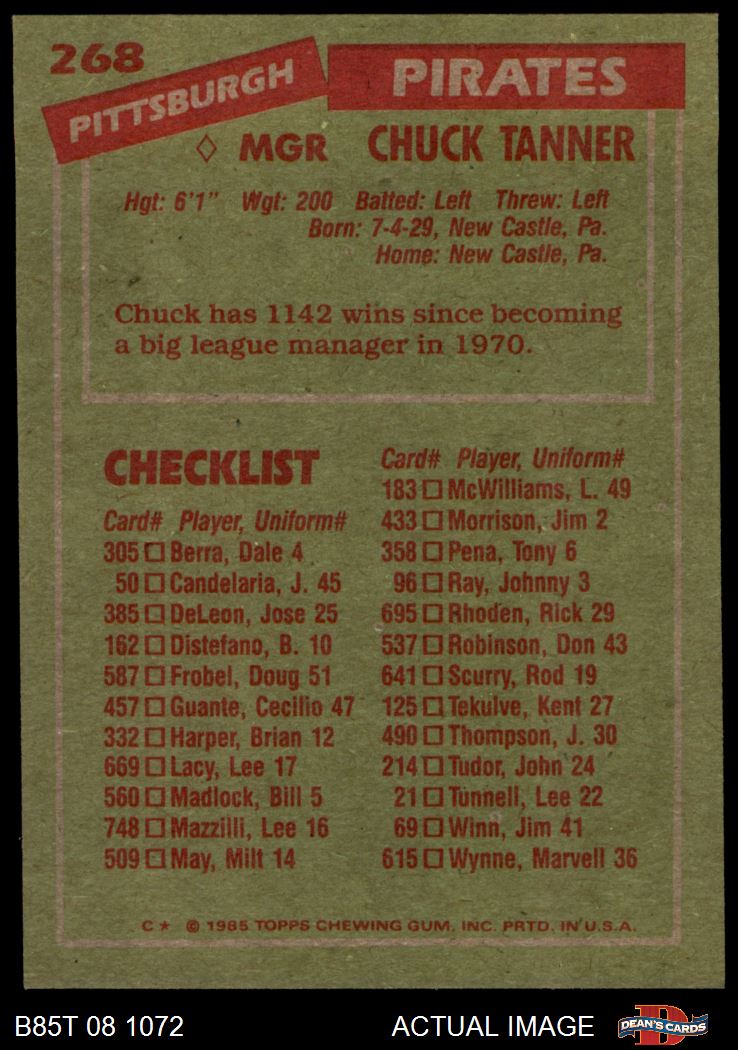 268
PITTSBURGH PIRATES
MGR CHUCK TANNER
Hgt: 6'1" Wgt: 200 Batted: Left Threw: Left
Born: 7-4-29, New Castle, Pa.
Home: New Castle, Pa.
Chuck has 1142 wins since becoming
a big league manager in 1970.
CHECKLIST
Card# Player, Uniform#
305 Berra, Dale 4
50 Candelaria, J. 45
385 DeLeon, Jose 25
162 Distefano, B. 10
587 Frobel, Doug 51
457 Guante, Cecilio 47
332 Harper, Brian 12
669 Lacy, Lee 17
560 Madlock, Bill 5
748 Mazzilli, Lee 16
509 May, Milt 14
Card# Player, Uniform#
183 McWilliams, L. 49
433 Morrison, Jim 2
358 Pena, Tony 6
96 Ray, Johnny 3
695 Rhoden, Rick 29
537 Robinson, Don 43
641 Scurry, Rod 19
125 Tekulve, Kent 27
490 Thompson, J. 30
214 Tudor, John 24
21 Tunnell, Lee 22
69 Winn, Jim 41
615 Wynne, Marvell 36
C★ © 1985 TOPPS CHEWING GUM, INC. PRTD. IN U.S.A.
B85T 08 1072
ACTUAL IMAGE
D
DEAN'S CARDS